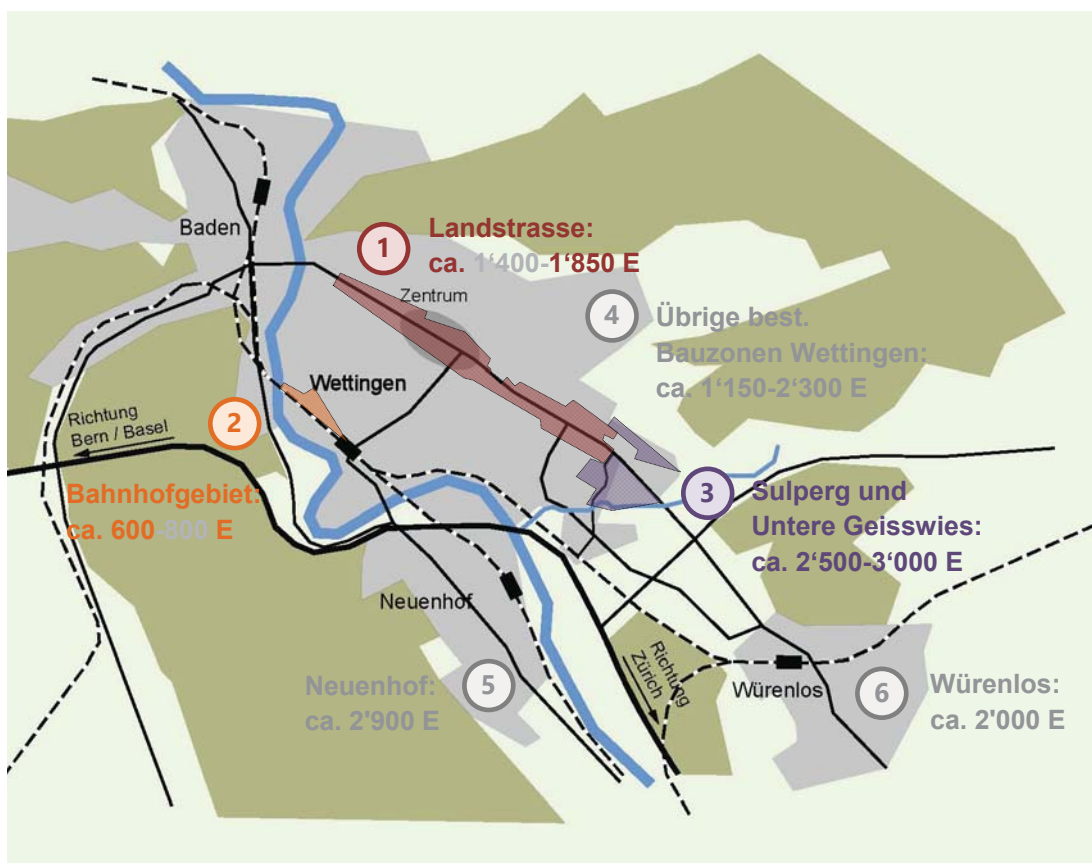 Baden
1
Landstrasse:
ca. 1‘400-1‘850 E
Zentrum
4
Übrige best.
Bauzonen Wettingen:
ca. 1‘150-2‘300 E
Wettingen
2
Richtung
Bern / Basel
Bahnhofgebiet:
ca. 600-800 E
3
Sulperg und
Untere Geisswies:
ca. 2‘500-3‘000 E
Neuenhof
5
Neuenhof:
ca. 2'900 E
Richtung
Zürich
Würenlos
6
Würenlos:
ca. 2'000 E